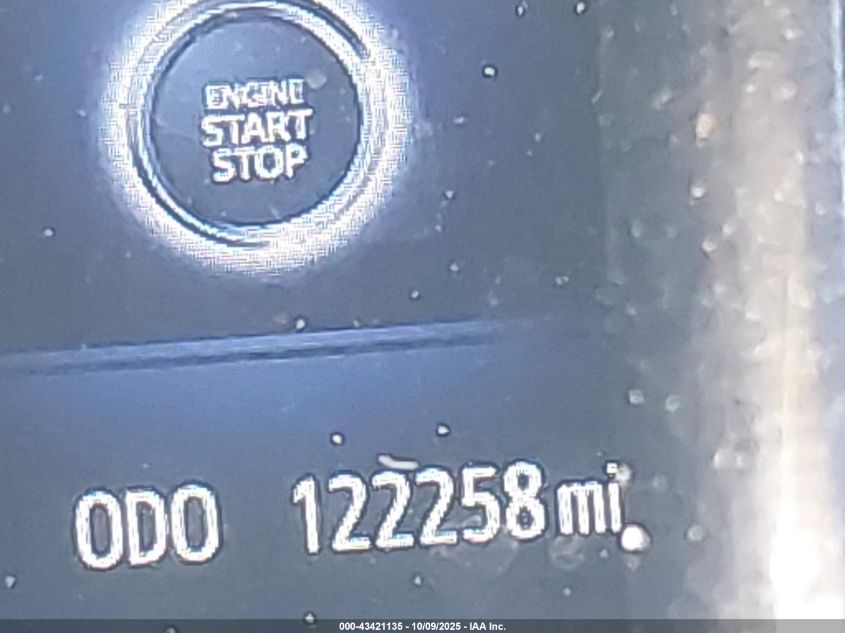 ENGINE
START
STOP
ODO 122258 mi
000-43421135 - 10/09/2025 - IAA Inc.